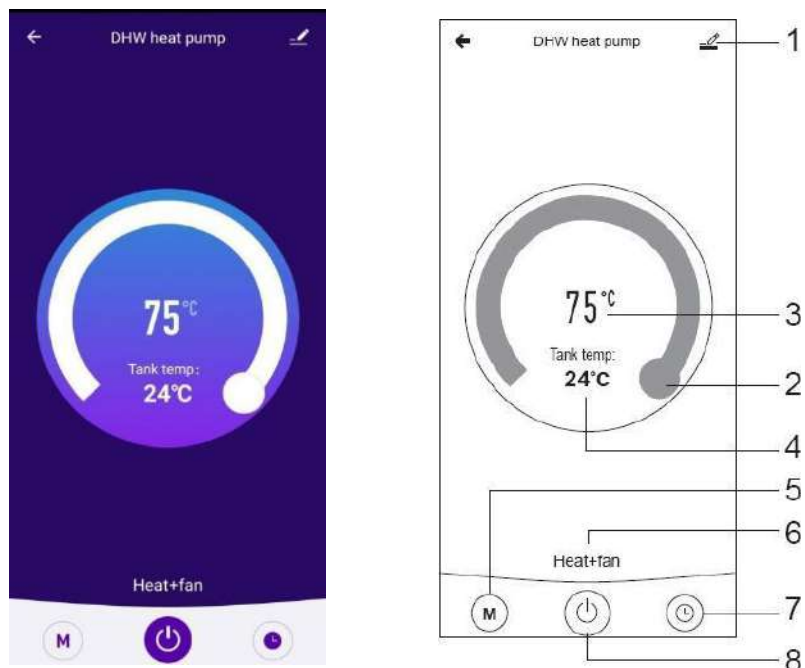 DHW heat pump
75°C
Tank temp:
24°C
Heat+fan
M
DHW heat pump
1
75°C
3
Tank temp:
24°C
2
4
5
6
Heat+fan
M
7
8